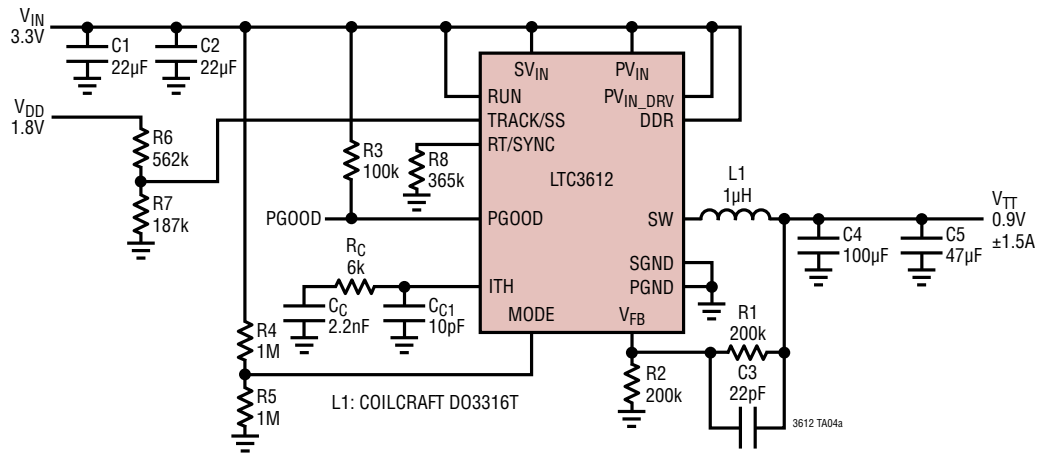 VIN
3.3V
C1
22µF
C2
22µF
VDD
1.8V
R6
562k
R7
187k
R3
100k
R8
365k
PGOOD
RC
6k
CC
2.2nF
CC1
10pF
R4
1M
R5
1M
SVIN
PVIN
RUN
PVIN_DRV
TRACK/SS
DDR
RT/SYNC
LTC3612
PGOOD
SW
SGND
PGND
ITH
MODE
VFB
L1
1µH
VTT
0.9V
±1.5A
C4
100µF
C5
47µF
R1
200k
C3
22pF
R2
200k
L1: COILCRAFT DO3316T
3612 TA04a